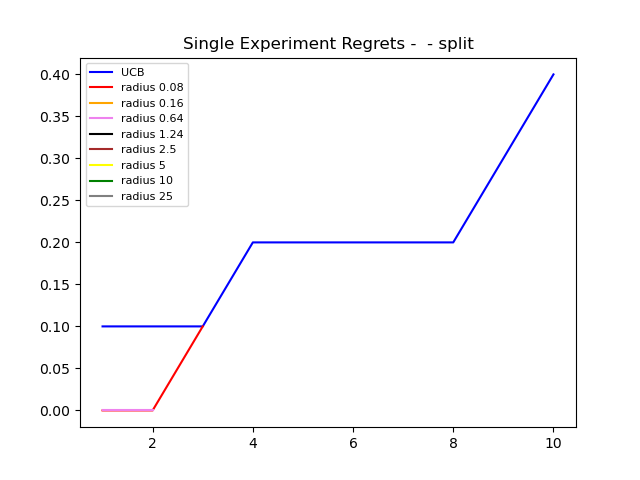 Single Experiment Regrets -  - split
UCB
radius 0.08
radius 0.16
radius 0.64
radius 1.24
radius 2.5
radius 5
radius 10
radius 25
0.40
0.35
0.30
0.25
0.20
0.15
0.10
0.05
0.00
2
4
6
8
10